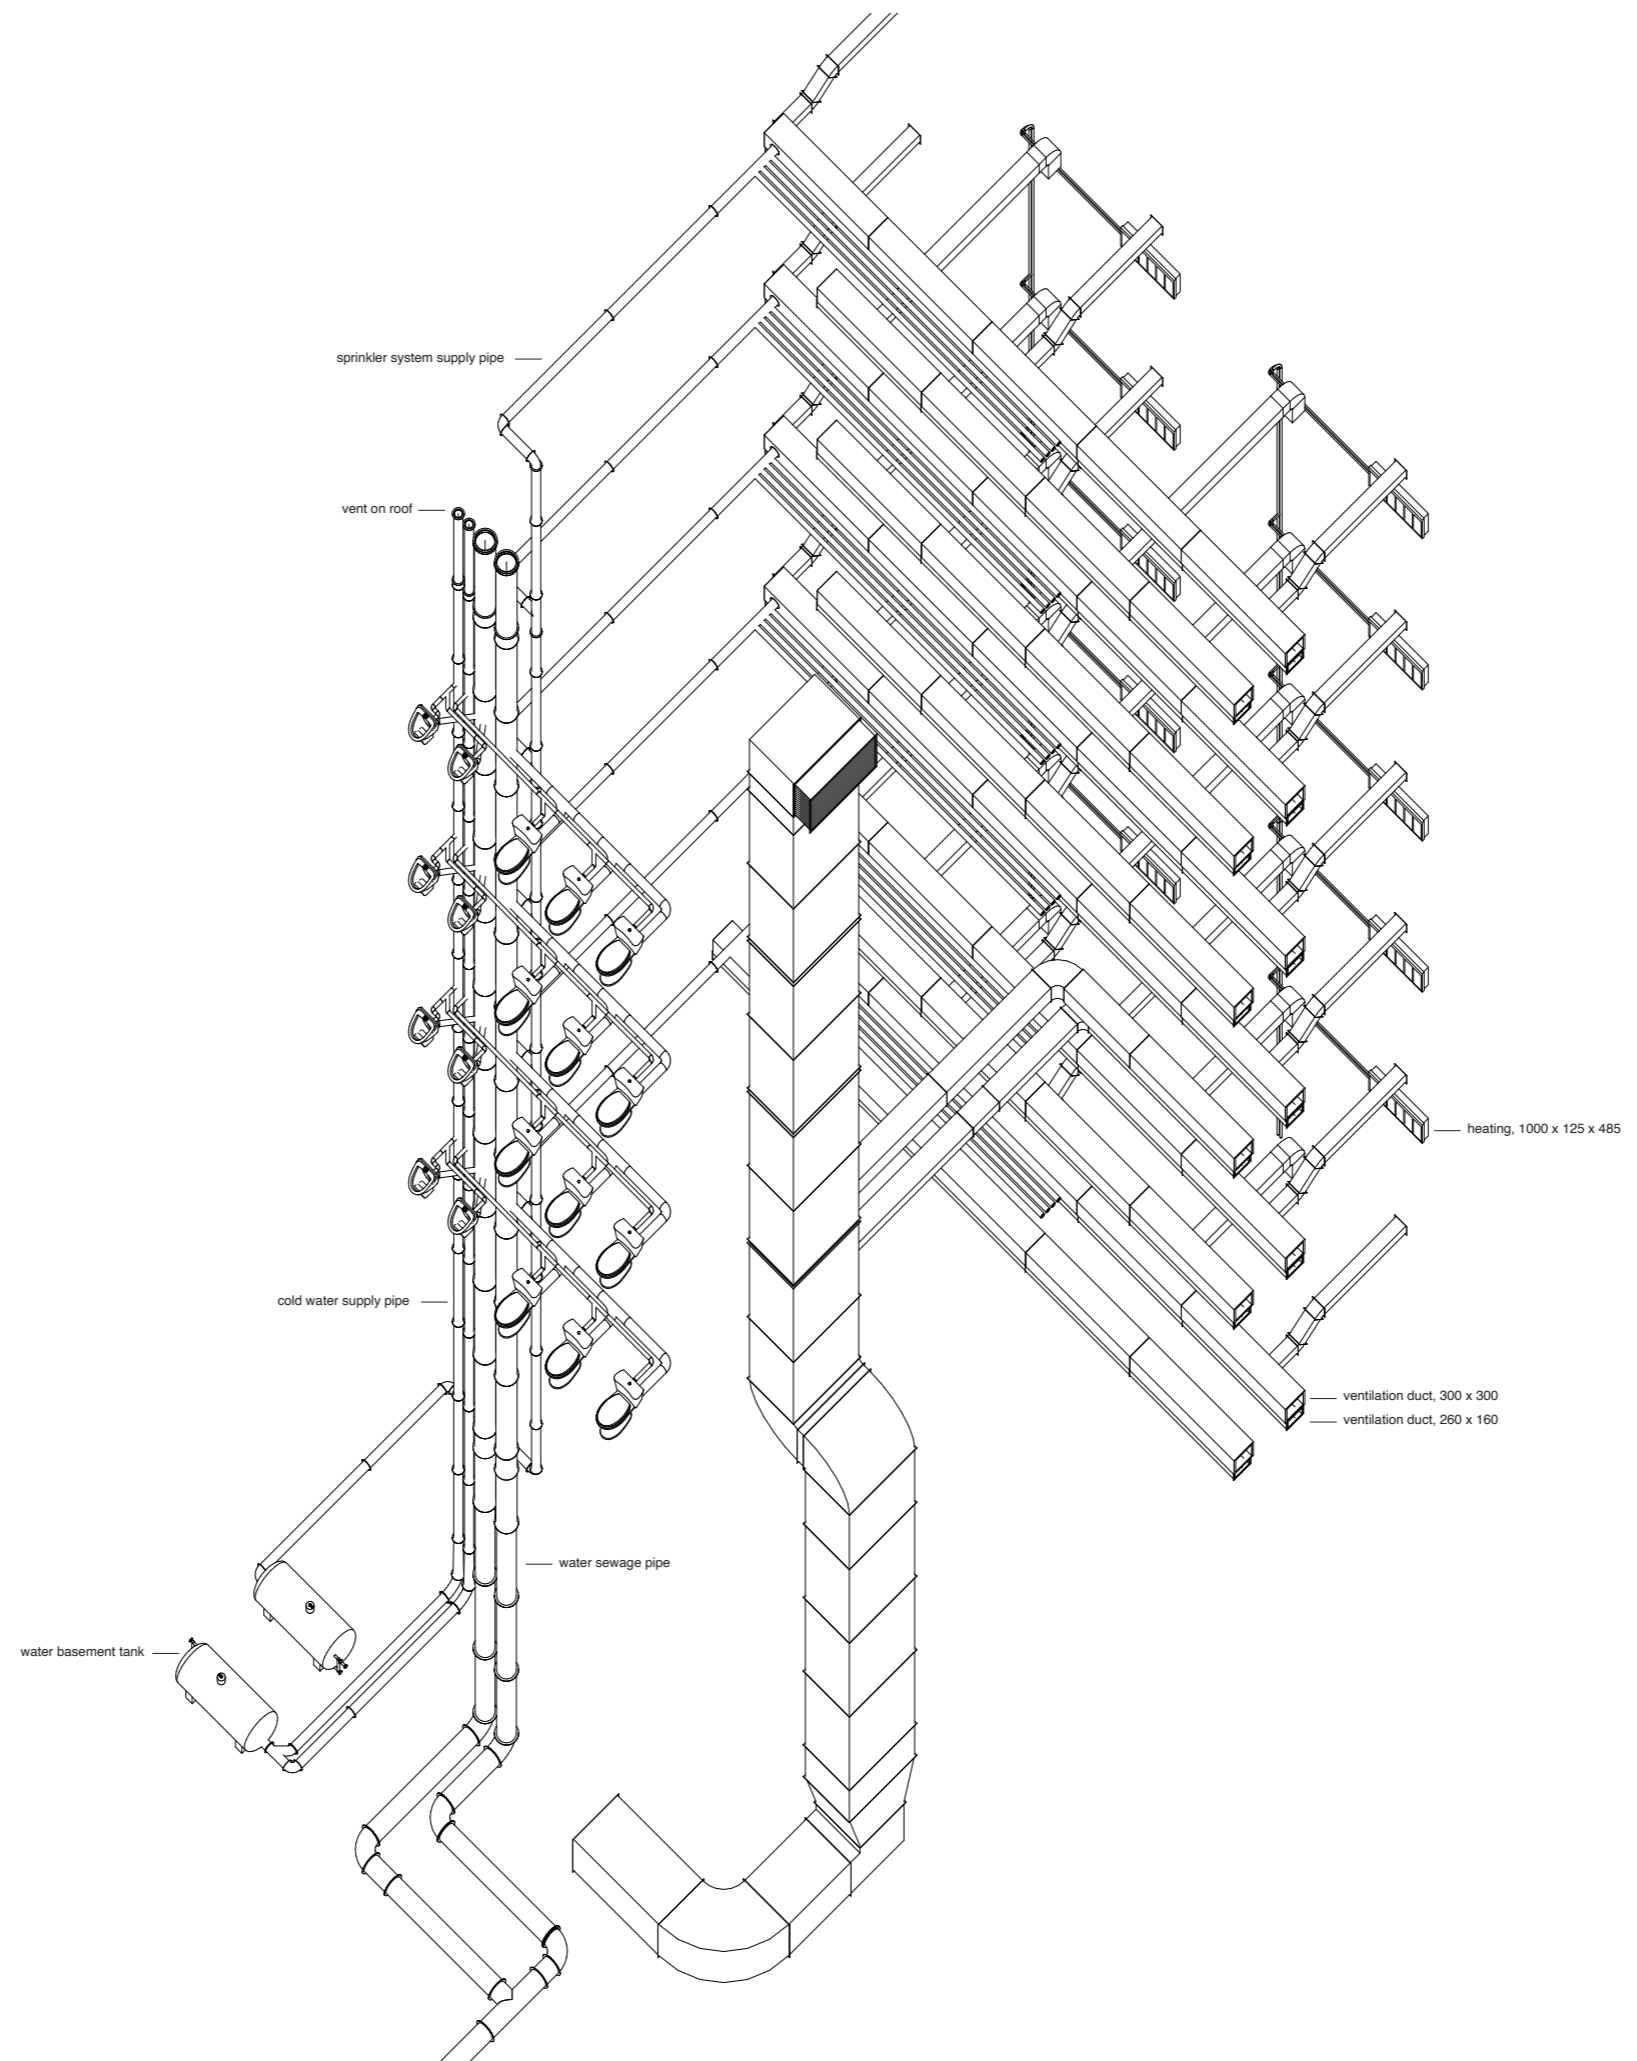 sprinkler system supply pipe
vent on roof
heating, 1000 x 125 x 485
cold water supply pipe
ventilation duct, 300 x 300
ventilation duct, 260 x 160
water sewage pipe
water basement tank